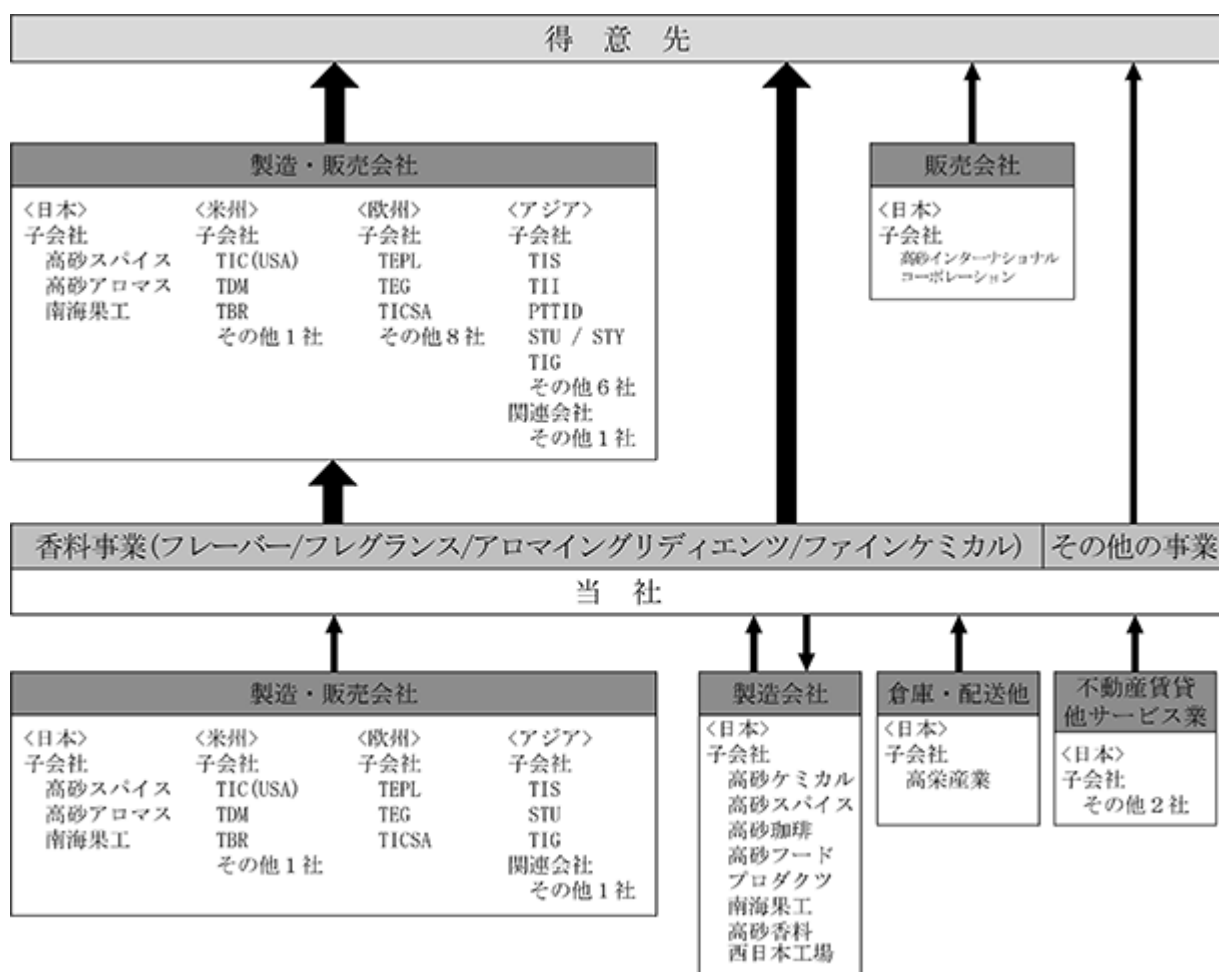 得意先
製造・販売会社
<日本>
子会社
高砂スパイス
高砂アロマス
南海果工
<米州>
子会社
TIC(USA)
TDM
TBR
その他1社
<欧州>
子会社
TEPL
TEG
TICSA
その他8社
<アジア>
子会社
TIS
TII
PTTID
STU / STY
TIG
その他6社
関連会社
その他1社
販売会社
<日本>
子会社
高砂インターナショナル
コーポレーション
香料事業(フレーバー/フレグランス/アロマイングリディエンツ/ファインケミカル)
その他の事業
当社
製造・販売会社
<日本>
子会社
高砂スパイス
高砂アロマス
南海果工
<米州>
子会社
TIC(USA)
TDM
TBR
その他1社
<欧州>
子会社
TEPL
TEG
TICSA
<アジア>
子会社
TIS
STU
TIG
関連会社
その他1社
製造会社
<日本>
子会社
高砂ケミカル
高砂スパイス
高砂珈琲
高砂フード
プロダクツ
南海果工
高砂香料
西日本工場
倉庫・配送他
<日本>
子会社
高栄産業
不動産賃貸
他サービス業
<日本>
子会社
その他2社